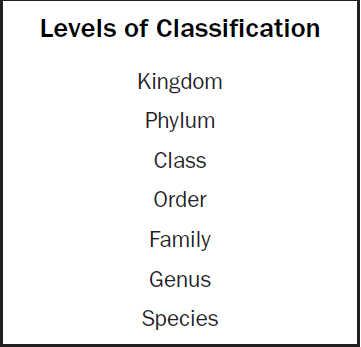 Levels of Classification
Kingdom
Phylum
Class
Order
Family
Genus
Species